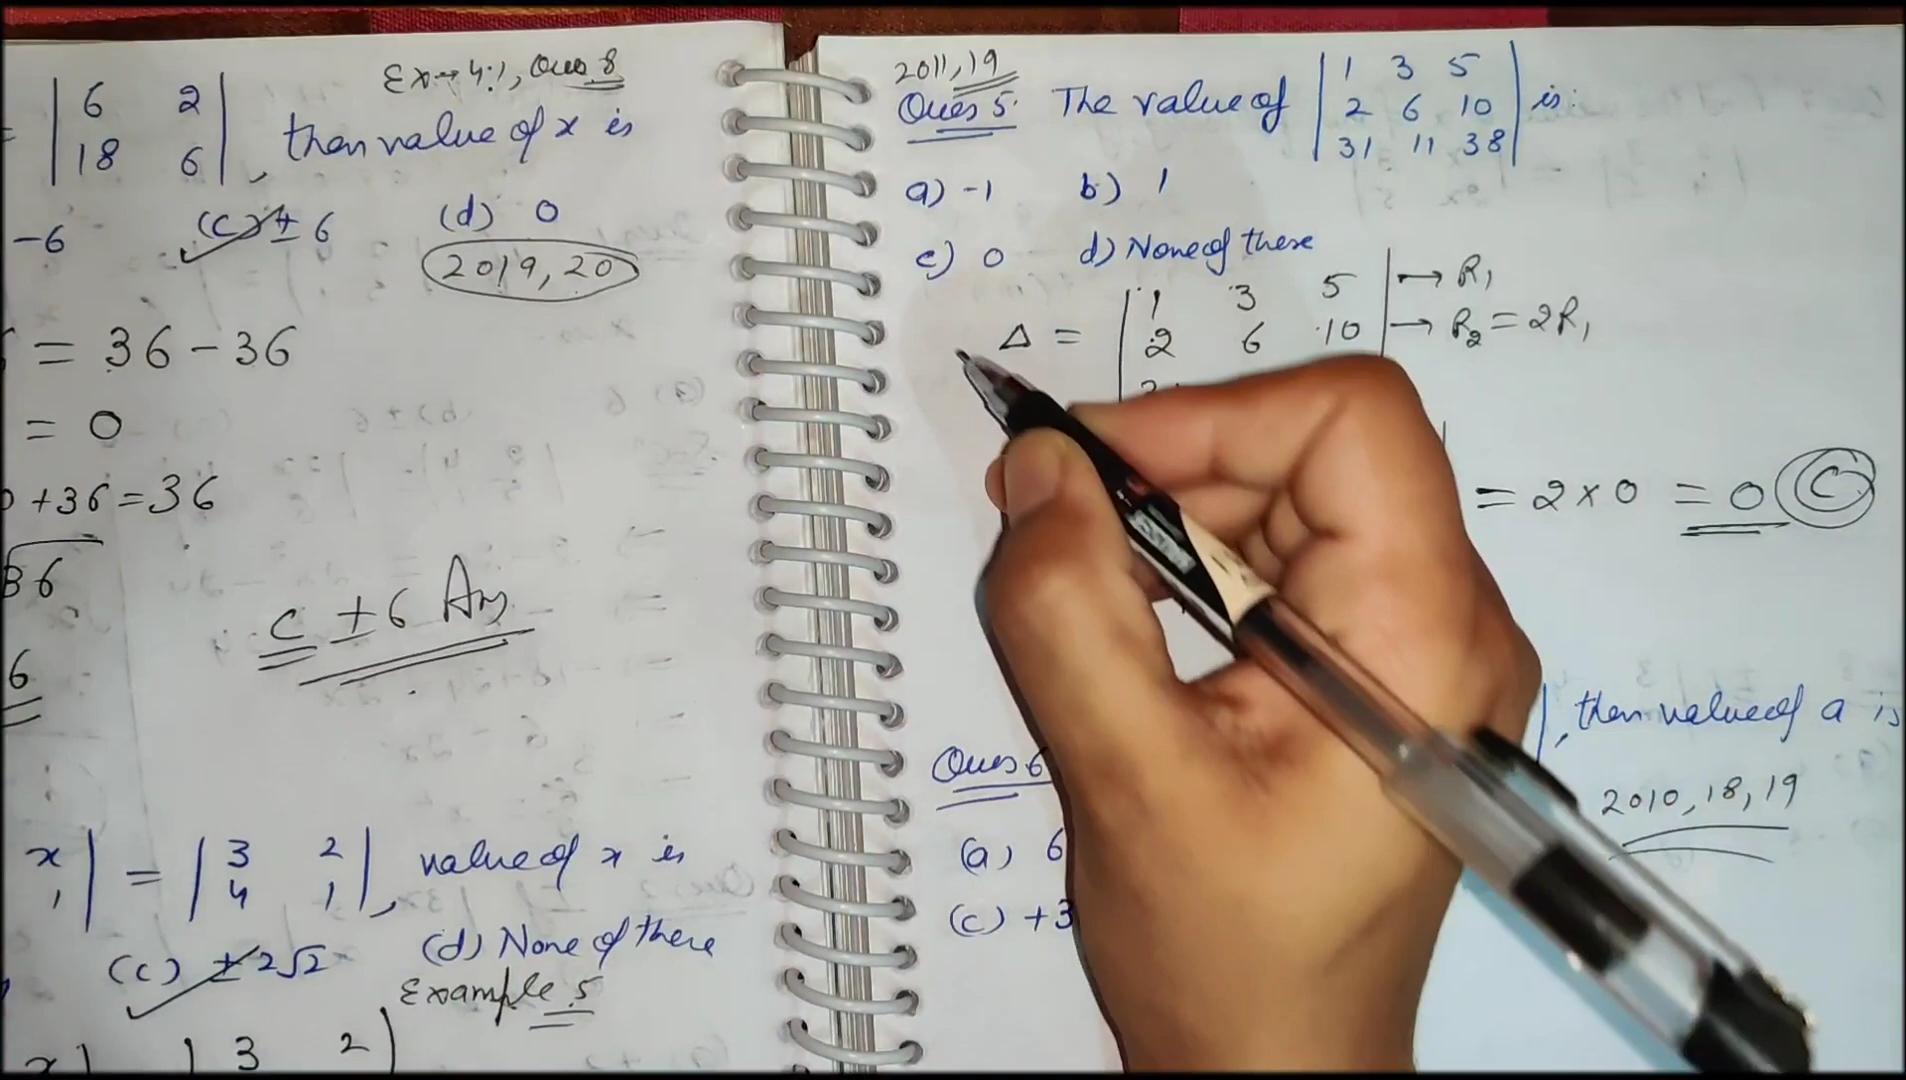 Ex→ 4.1, Ques 8
= | 6 2 |
| 18 6 |, then value of x is
-6 (c) ± 6 (d) 0
2019, 20
= 36 - 36
= 0
+36 = 36
36
6
c ±6 Ans
x | = | 3 2 |, value of x is
1 | | 4 1 |
(c) ± 2√2 (d) None of these
Example 5
x | | 3 2 |
2011, 19
Ques 5. The value of | 1 3 5 | is:
| 2 6 10 |
| 31 11 38 |
a) -1 b) 1
c) 0 d) None of these
Δ = | 1 3 5 | → R₁
| 2 6 10 | → R₂ = 2R₁
= 2 × 0 = 0 C
Ques 6 |, then value of a is
2010, 18, 19
(a) 6
(c) +3